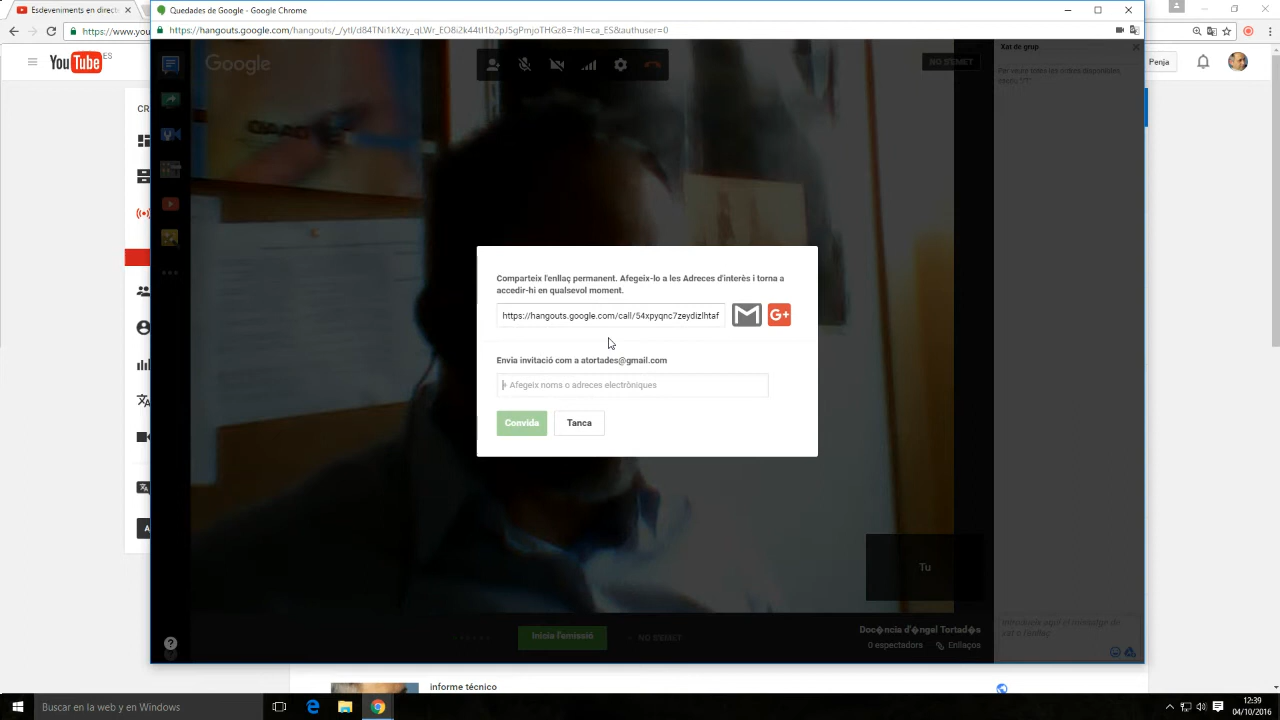 Quedades de Google - Google Chrome
Esdeveniments en direct
https://hangouts.google.com/hangouts/_/ytl/d84TNi1kXzy_qLWr_EO8i2k44tI1b2pJ5gPmjoTHGz8=?hl=ca_ES&authuser=0
YouTube ES
Google
NO S'EMET
Xat de grup
Penja
CR
Comparteix l'enllaç permanent. Afegeix-lo a les Adreces d'interès i torna a
accedir-hi en qualsevol moment.
https://hangouts.google.com/call/54xpyqnc7zeydizlhtaf
G+
Envia invitació com a atortades@gmail.com
+ Afegeix noms o adreces electròniques
Convida
Tanca
Tu
Inicia l'emissió
NO S'EMET
Doc�ncia d'�ngel Tortad�s
0 espectadors
Enllaços
informe técnico
Buscar en la web y en Windows
12:39
04/10/2016